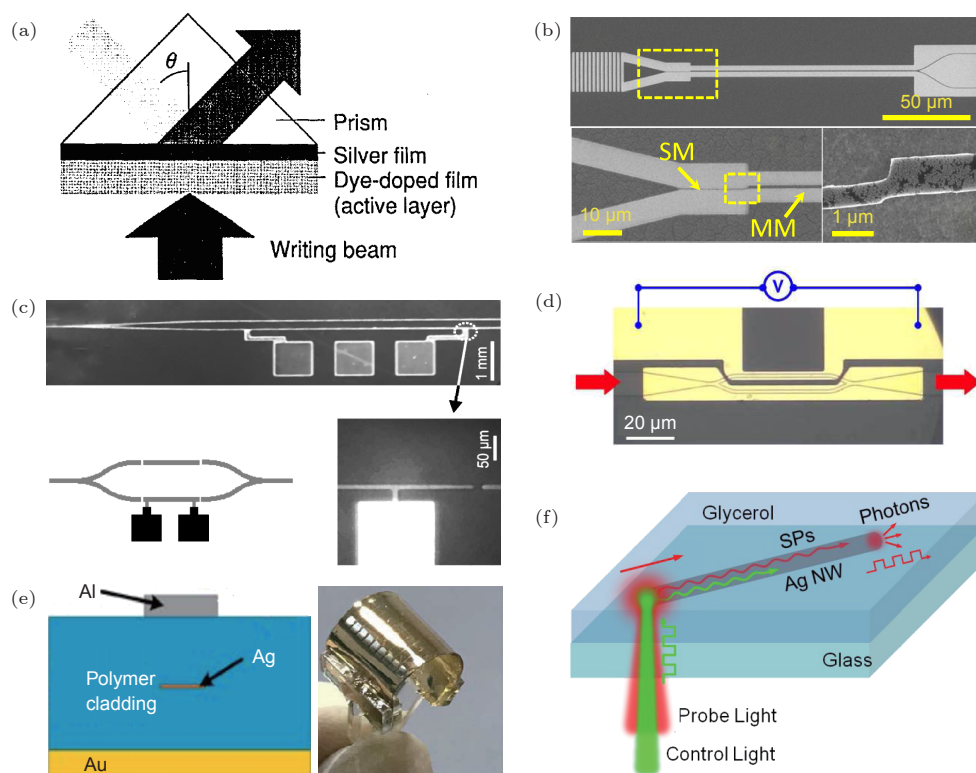 (a)
θ
Prism
Silver film
Dye-doped film
(active layer)
Writing beam
(b)
50 µm
SM
10 µm
MM
1 µm
(c)
1 mm
50 µm
(d)
V
20 µm
(e)
Al
Ag
Polymer
cladding
Au
(f)
Glycerol
Photons
SPs
Ag NW
Glass
Probe Light
Control Light